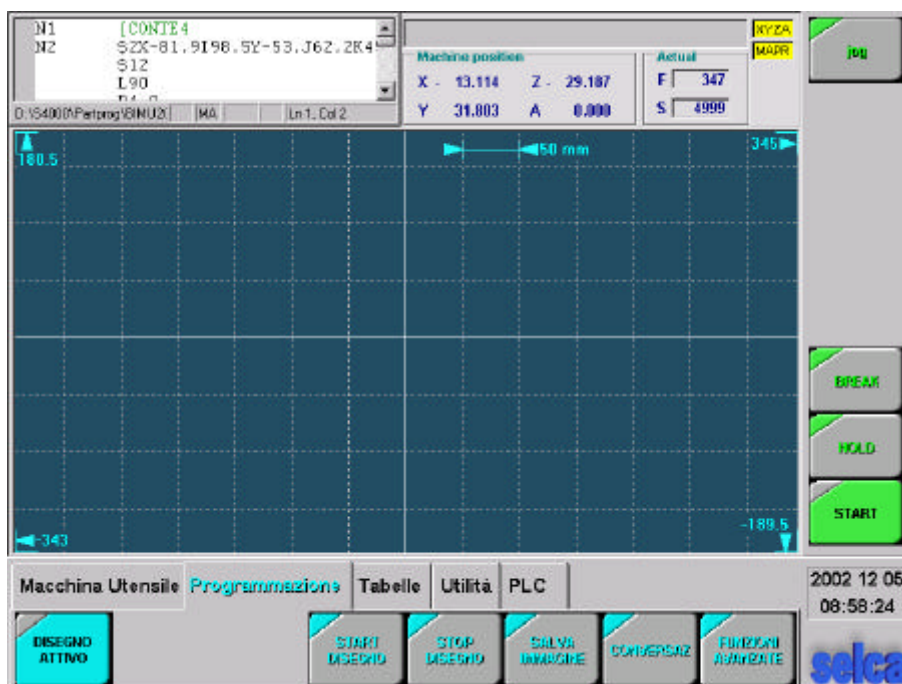 N1 [CONTE4
N2 SZX-81.9I98.5Y-53.J62.2K4
S12
L90
D:\S4000\Partprog\BIMU2( MA Ln 1, Col 2
Machine position
X - 13.114 Z - 29.187
Y 31.803 A 0.000
Actual
F 347
S 4999
XYZA
MAPR
jog
180.5
50 mm
345
-343
-189.5
BREAK
HOLD
START
Macchina Utensile Programmazione Tabelle Utilità PLC
2002 12 05
08:58:24
DISEGNO ATTIVO
START DISEGNO
STOP DISEGNO
SALVA IMMAGINE
CONVERSAZ
FUNZIONI AVANZATE
selca